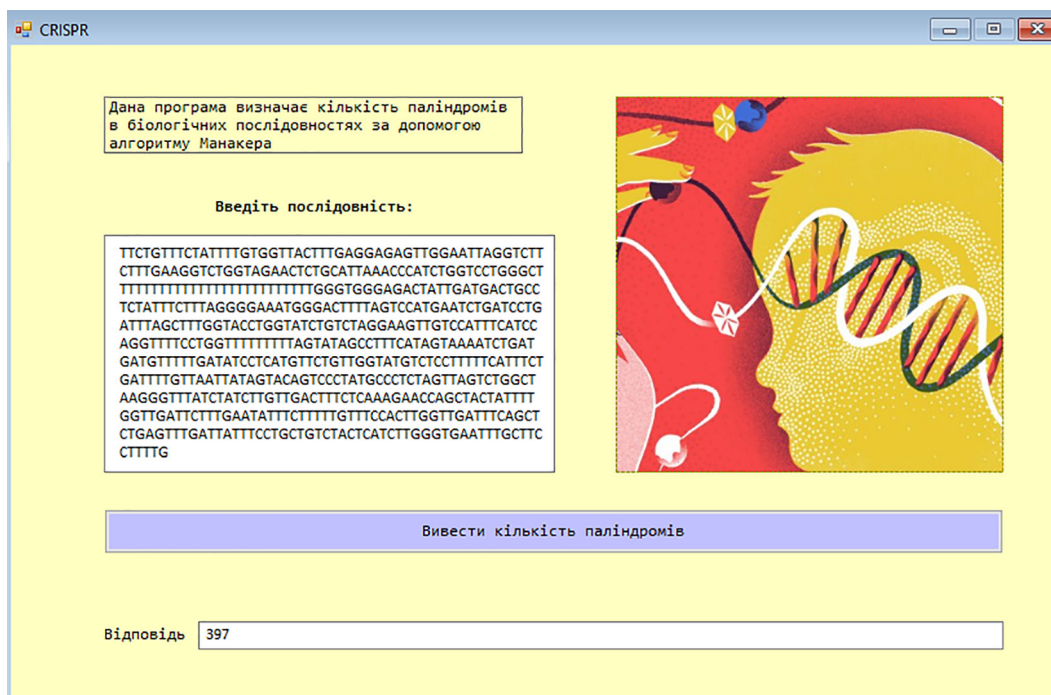 CRISPR
Дана програма визначає кількість паліндромів
в біологічних послідовностях за допомогою
алгоритму Манакера
Введіть послідовність:
TTCTGTTTCTATTTTGTGGTTACTTTGAGGAGAGTTGGAATTAGGTCTT
CTTTGAAGGTCTGGTAGAACTCTGCATTAAACCCATCTGGTCCTGGGCT
TTTTTTTTTTTTTTTTTTTTTTTTTGGGTGGGAGACTATTGATGACTGCC
TCTATTTCTTTAGGGGAAATGGGACTTTTAGTCCATGAATCTGATCCTG
ATTTAGCTTTGGTACCTGGTATCTGTCTAGGAAGTTGTCCATTTCATCC
AGGTTTTCCTGGTTTTTTTTTAGTATAGCCTTTCATAGTAAAATCTGAT
GATGTTTTTGATATCCTCATGTTCTGTTGGTATGTCTCCTTTTTCATTTCT
GATTTTGTTAATTATAGTACAGTCCCTATGCCCTCTAGTTAGTCTGGCT
AAGGGTTTATCTATCTTGTTGACTTTCTCAAAGAACCAGCTACTATTTT
GGTTGATTCTTTGAATATTTCTTTTTGTTTCCACTTGGTTGATTTCAGCT
CTGAGTTTGATTATTTCCTGCTGTCTACTCATCTTGGGTGAATTTGCTTC
CTTTTG
Вивести кількість паліндромів
Відповідь 397